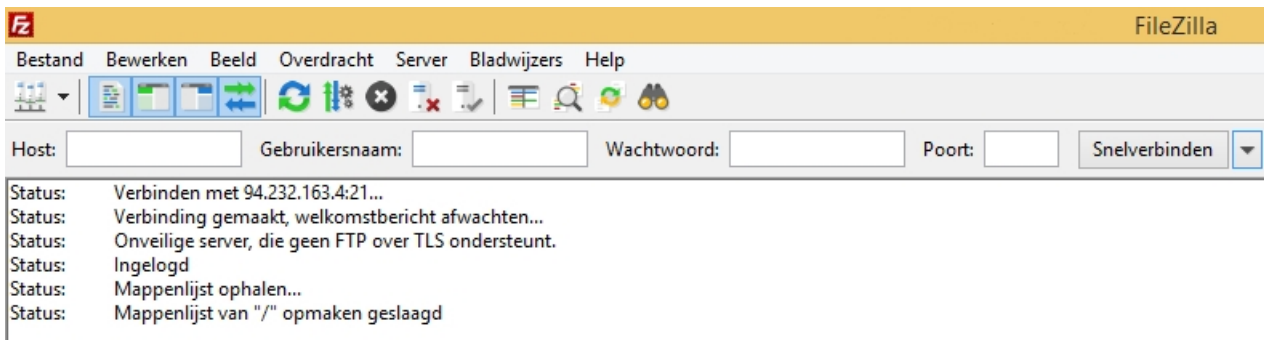 Fz
FileZilla
Bestand Bewerken Beeld Overdracht Server Bladwijzers Help
Host: Gebruikersnaam: Wachtwoord: Poort: Snelverbinden
Status: Verbinden met 94.232.163.4:21...
Status: Verbinding gemaakt, welkomstbericht afwachten...
Status: Onveilige server, die geen FTP over TLS ondersteunt.
Status: Ingelogd
Status: Mappenlijst ophalen...
Status: Mappenlijst van "/" opmaken geslaagd